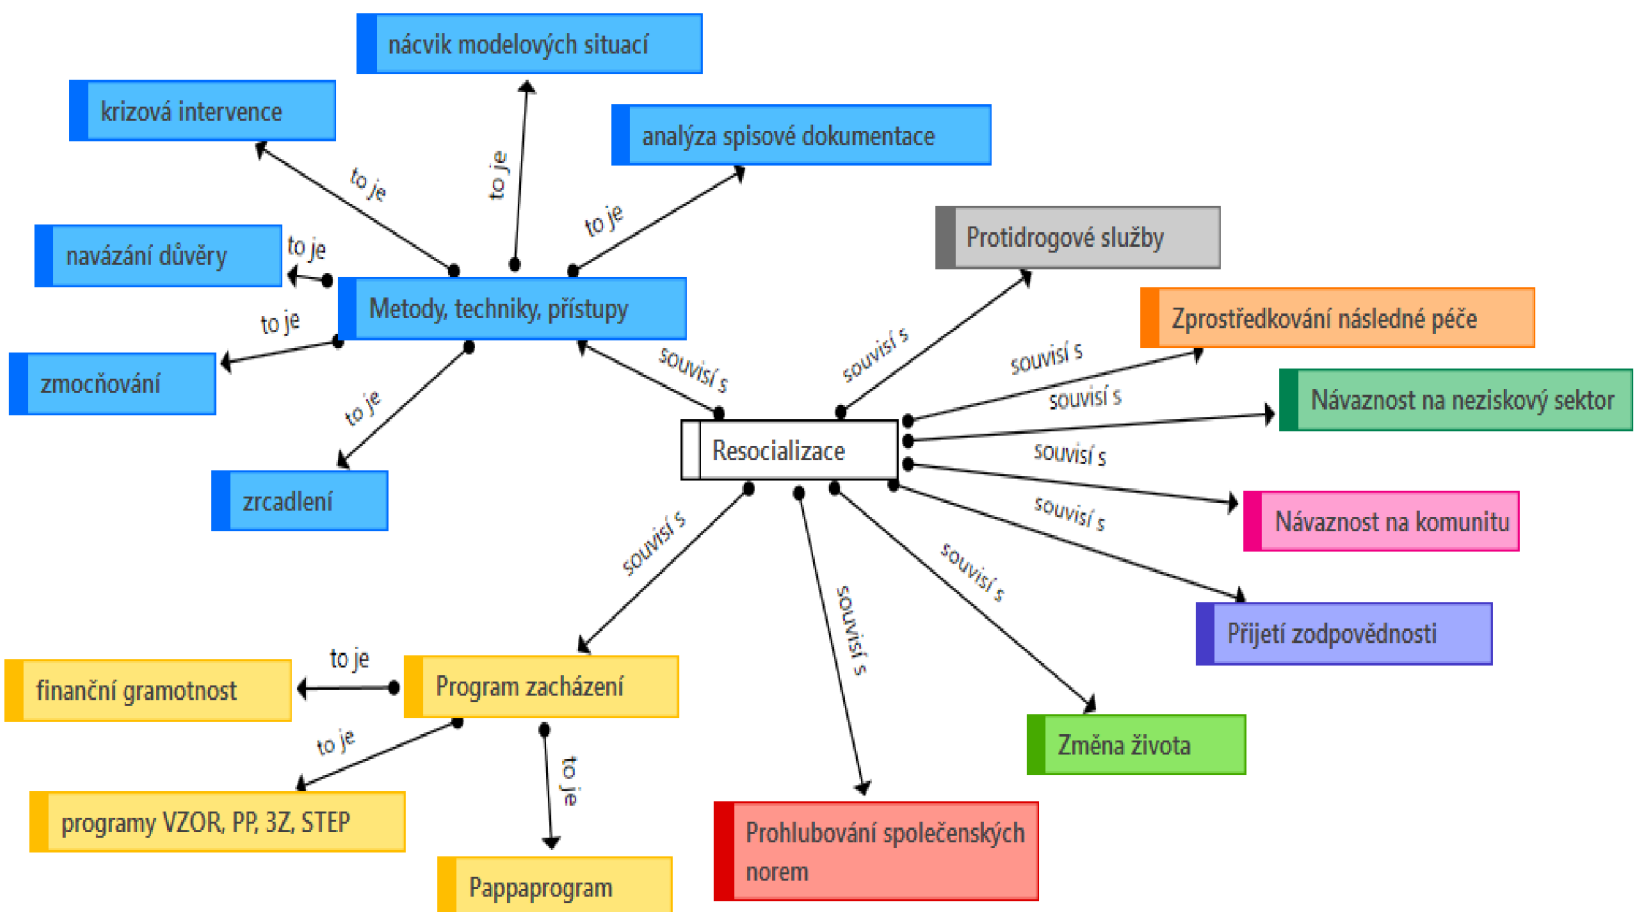 nácvik modelových situací
krizová intervence
analýza spisové dokumentace
to je
to je
to je
navázání důvěry
to je
Metody, techniky, přístupy
to je
zmocňování
to je
zrcadlení
souvisí s
Protidrogové služby
souvisí s
Zprostředkování následné péče
souvisí s
souvisí s
Návaznost na neziskový sektor
Resocializace
souvisí s
Návaznost na komunitu
souvisí s
Přijetí zodpovědnosti
souvisí s
souvisí s
souvisí s
Změna života
finanční gramotnost
to je
Program zacházení
to je
to je
programy VZOR, PP, 3Z, STEP
Pappaprogram
Prohlubování společenských
norem